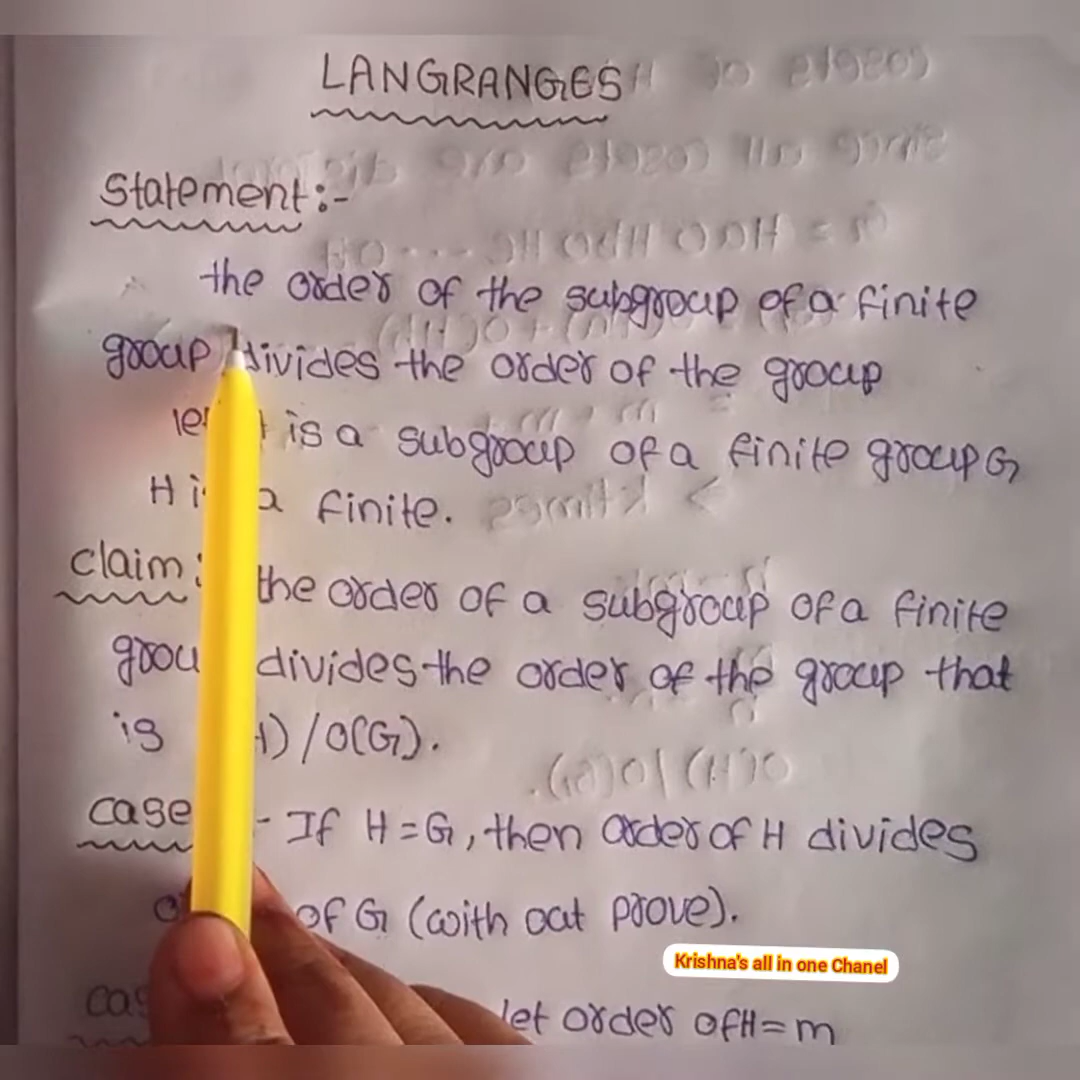 LANGRANGES
Statement:-
the order of the subgroup of a finite
group divides the order of the group
is a subgroup of a finite group G,
H a finite.
claim: the order of a subgroup of a finite
divides the order of the group that
is /O(G).
case - If H=G, then order of H divides
of G (with out prove).
Krishna's all in one Chanel
let order of H=m